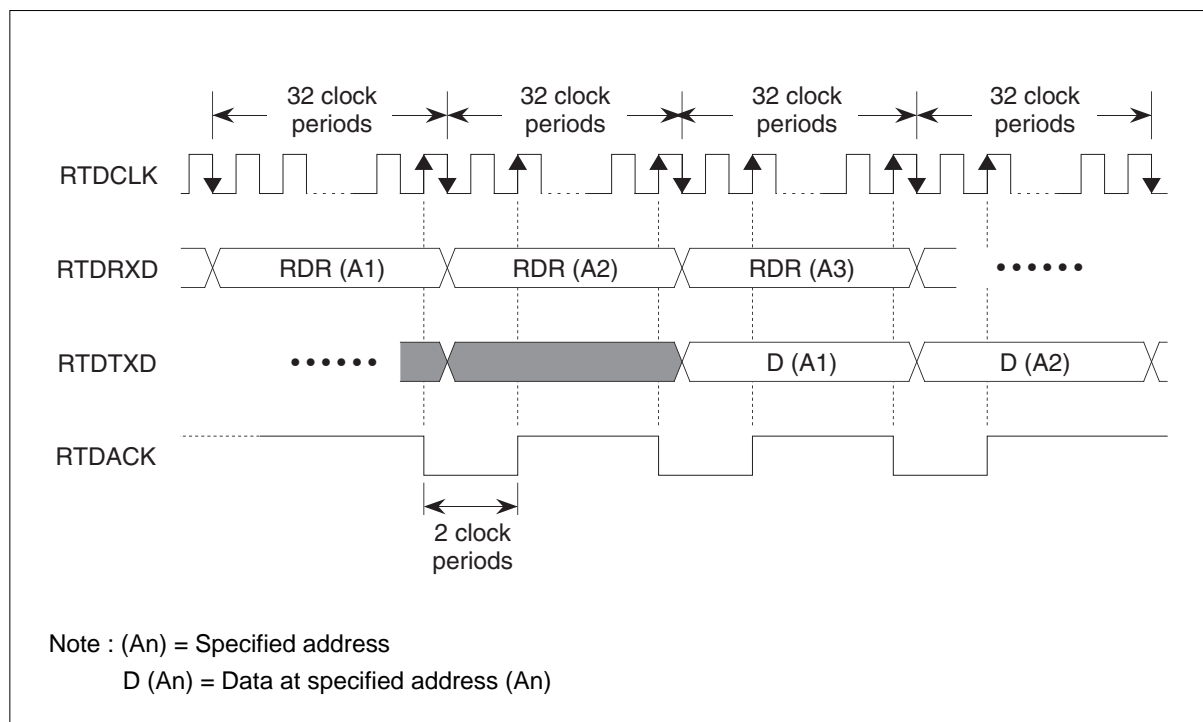 32 clock periods
32 clock periods
32 clock periods
32 clock periods
RTDCLK
RTDRXD
RDR (A1)
RDR (A2)
RDR (A3)
RTDTXD
D (A1)
D (A2)
RTDACK
2 clock periods
Note : (An) = Specified address
D (An) = Data at specified address (An)